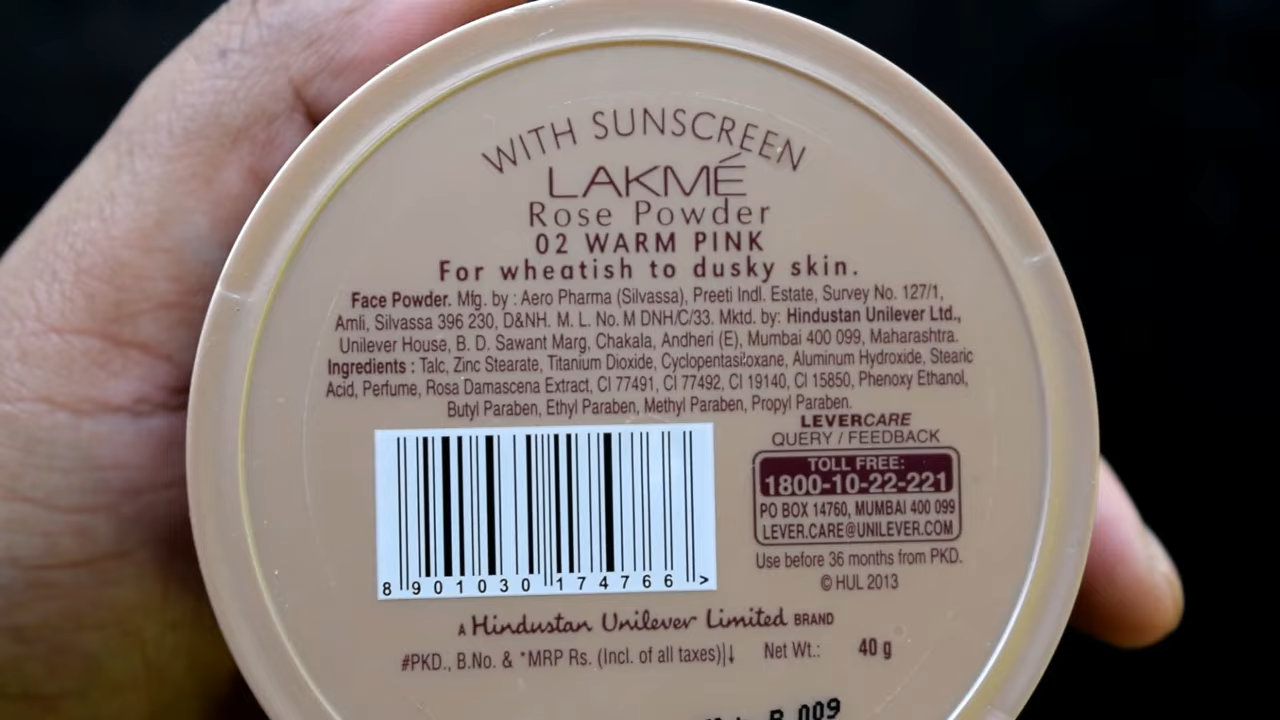 WITH SUNSCREEN
LAKMÉ
Rose Powder
02 WARM PINK
For wheatish to dusky skin.
Face Powder. Mfg. by : Aero Pharma (Silvassa), Preeti Indl. Estate, Survey No. 127/1,
Amli, Silvassa 396 230, D&NH. M. L. No. M DNH/C/33. Mktd. by: Hindustan Unilever Ltd.,
Unilever House, B. D. Sawant Marg, Chakala, Andheri (E), Mumbai 400 099, Maharashtra.
Ingredients : Talc, Zinc Stearate, Titanium Dioxide, Cyclopentasiloxane, Aluminum Hydroxide, Stearic
Acid, Perfume, Rosa Damascena Extract, CI 77491, CI 77492, CI 19140, CI 15850, Phenoxy Ethanol,
Butyl Paraben, Ethyl Paraben, Methyl Paraben, Propyl Paraben.
LEVERCARE
QUERY / FEEDBACK
TOLL FREE:
1800-10-22-221
PO BOX 14760, MUMBAI 400 099
LEVER.CARE@UNILEVER.COM
Use before 36 months from PKD.
© HUL 2013
8 901030 174766 >
A Hindustan Unilever Limited BRAND
#PKD., B.No. & *MRP Rs. (Incl. of all taxes)|↓ Net Wt.: 40 g
B 009